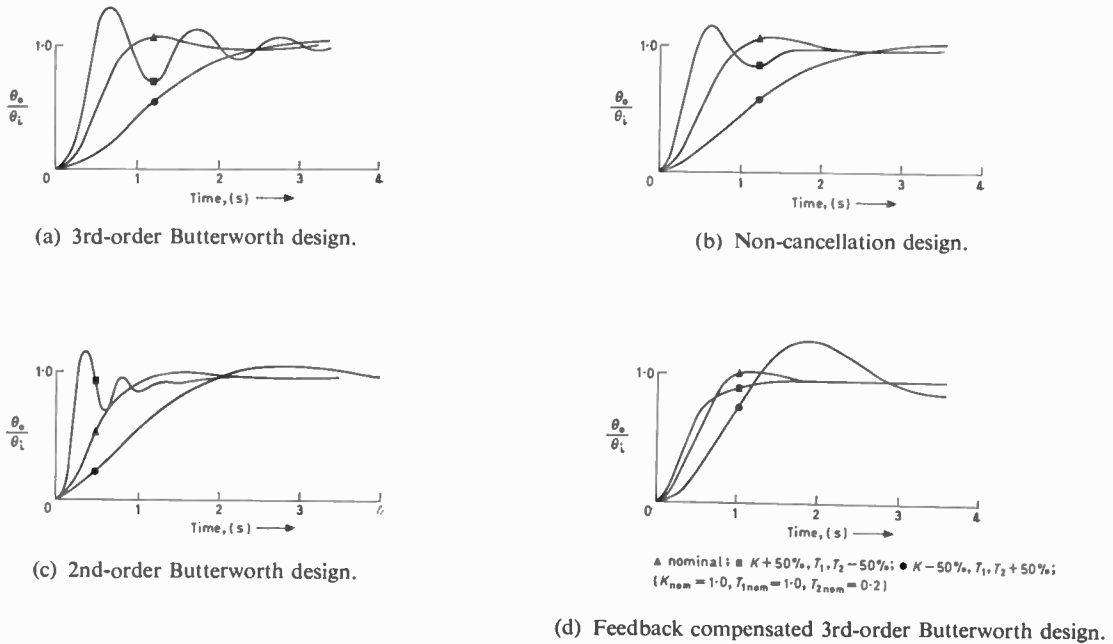 1·0
θₒ
θᵢ
0 1 2 3 4
Time, (s)
(a) 3rd-order Butterworth design.
1·0
θₒ
θᵢ
0 1 2 3 4
Time, (s)
(b) Non-cancellation design.
1·0
θₒ
θᵢ
0 1 2 3
Time, (s)
(c) 2nd-order Butterworth design.
1·0
θₒ
θᵢ
0 1 2 3 4
Time, (s)
▲ nominal; ■ K+50%, T₁, T₂−50%; ● K−50%, T₁, T₂+50%;
(Kₙₒₘ = 1·0, T₁ₙₒₘ = 1·0, T₂ₙₒₘ = 0·2)
(d) Feedback compensated 3rd-order Butterworth design.